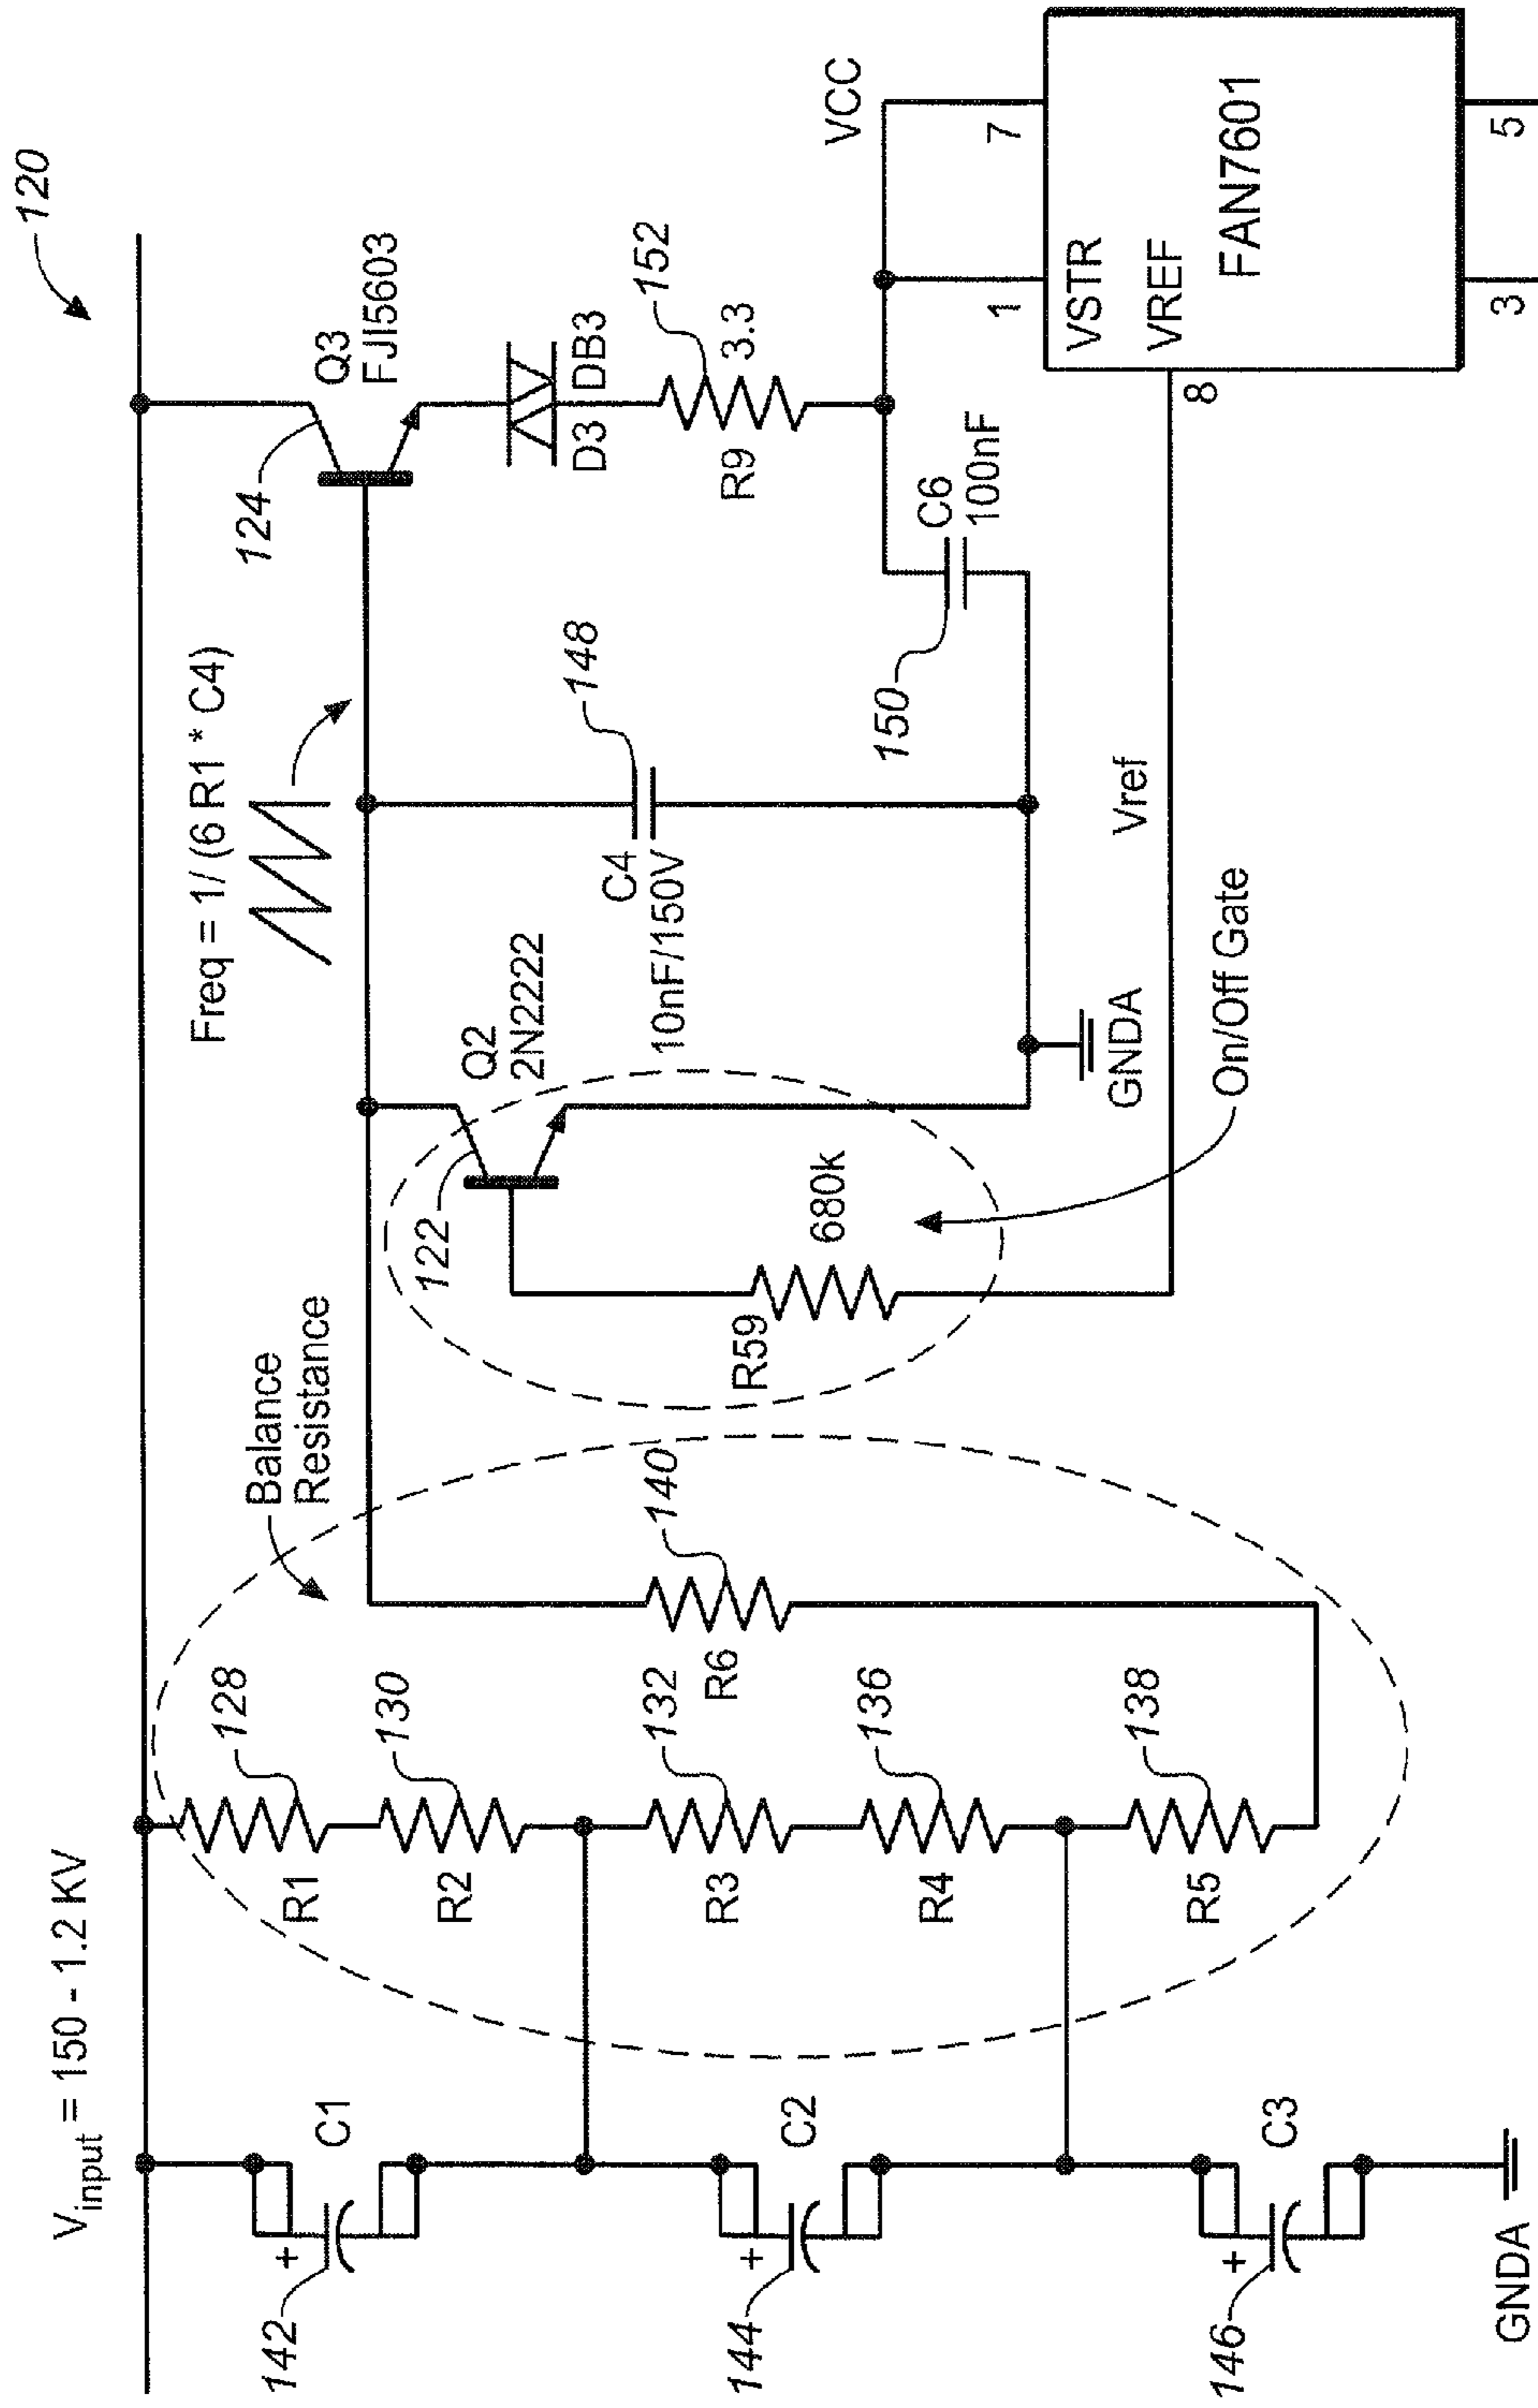 120
V_input = 150 - 1.2 KV
142
+
C1
144
+
C2
146
+
C3
GNDA
R1
128
R2
130
R3
132
R4
136
R5
138
R6
140
Balance
Resistance
122
Q2
2N2222
R59
680k
On/Off Gate
GNDA
Freq = 1/ (6 R1 * C4)
C4
10nF/150V
148
124
Q3
FJI5603
D3
DB3
R9
3.3
152
150
C6
100nF
Vref
VCC
1
7
VSTR
VREF
8
FAN7601
3
5